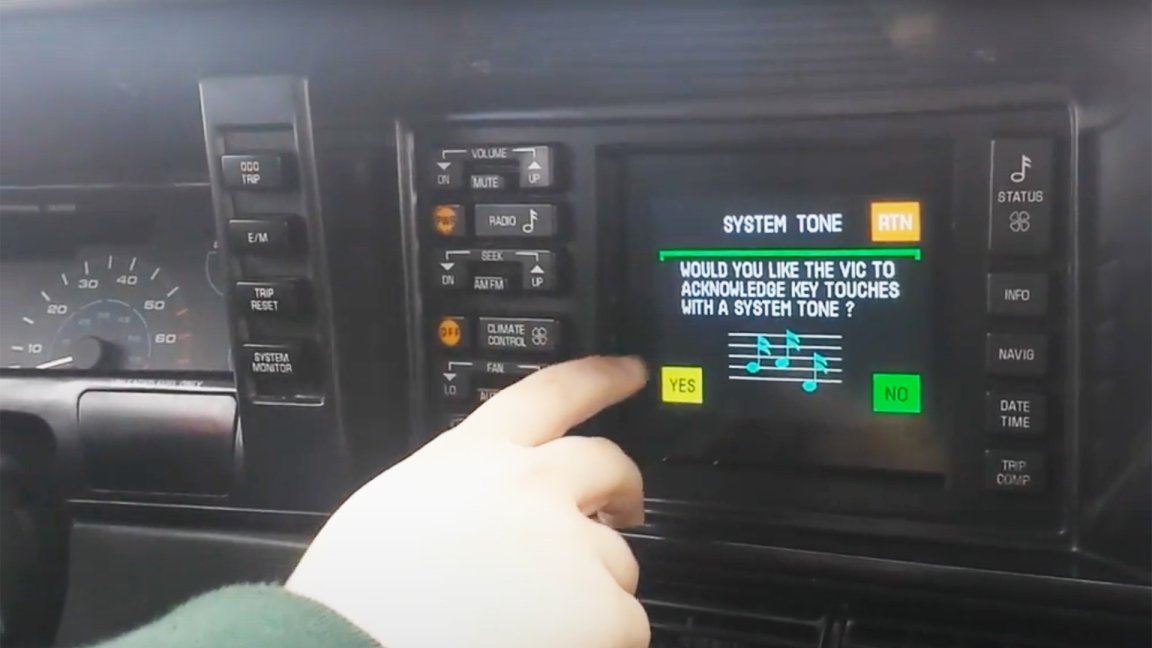 ODO
TRIP
E/M
TRIP
RESET
SYSTEM
MONITOR
10
20
30
40
50
60
VOLUME
DN
MUTE
UP
PWR
RADIO
SEEK
DN
AM FM
UP
OFF
CLIMATE
CONTROL
FAN
LO
SYSTEM TONE
RTN
WOULD YOU LIKE THE VIC TO
ACKNOWLEDGE KEY TOUCHES
WITH A SYSTEM TONE ?
YES
NO
STATUS
INFO
NAVIG
DATE
TIME
TRIP
COMP